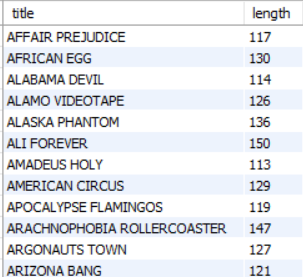 title length
AFFAIR PREJUDICE 117
AFRICAN EGG 130
ALABAMA DEVIL 114
ALAMO VIDEOTAPE 126
ALASKA PHANTOM 136
ALI FOREVER 150
AMADEUS HOLY 113
AMERICAN CIRCUS 129
APOCALYPSE FLAMINGOS 119
ARACHNOPHOBIA ROLLERCOASTER 147
ARGONAUTS TOWN 127
ARIZONA BANG 121